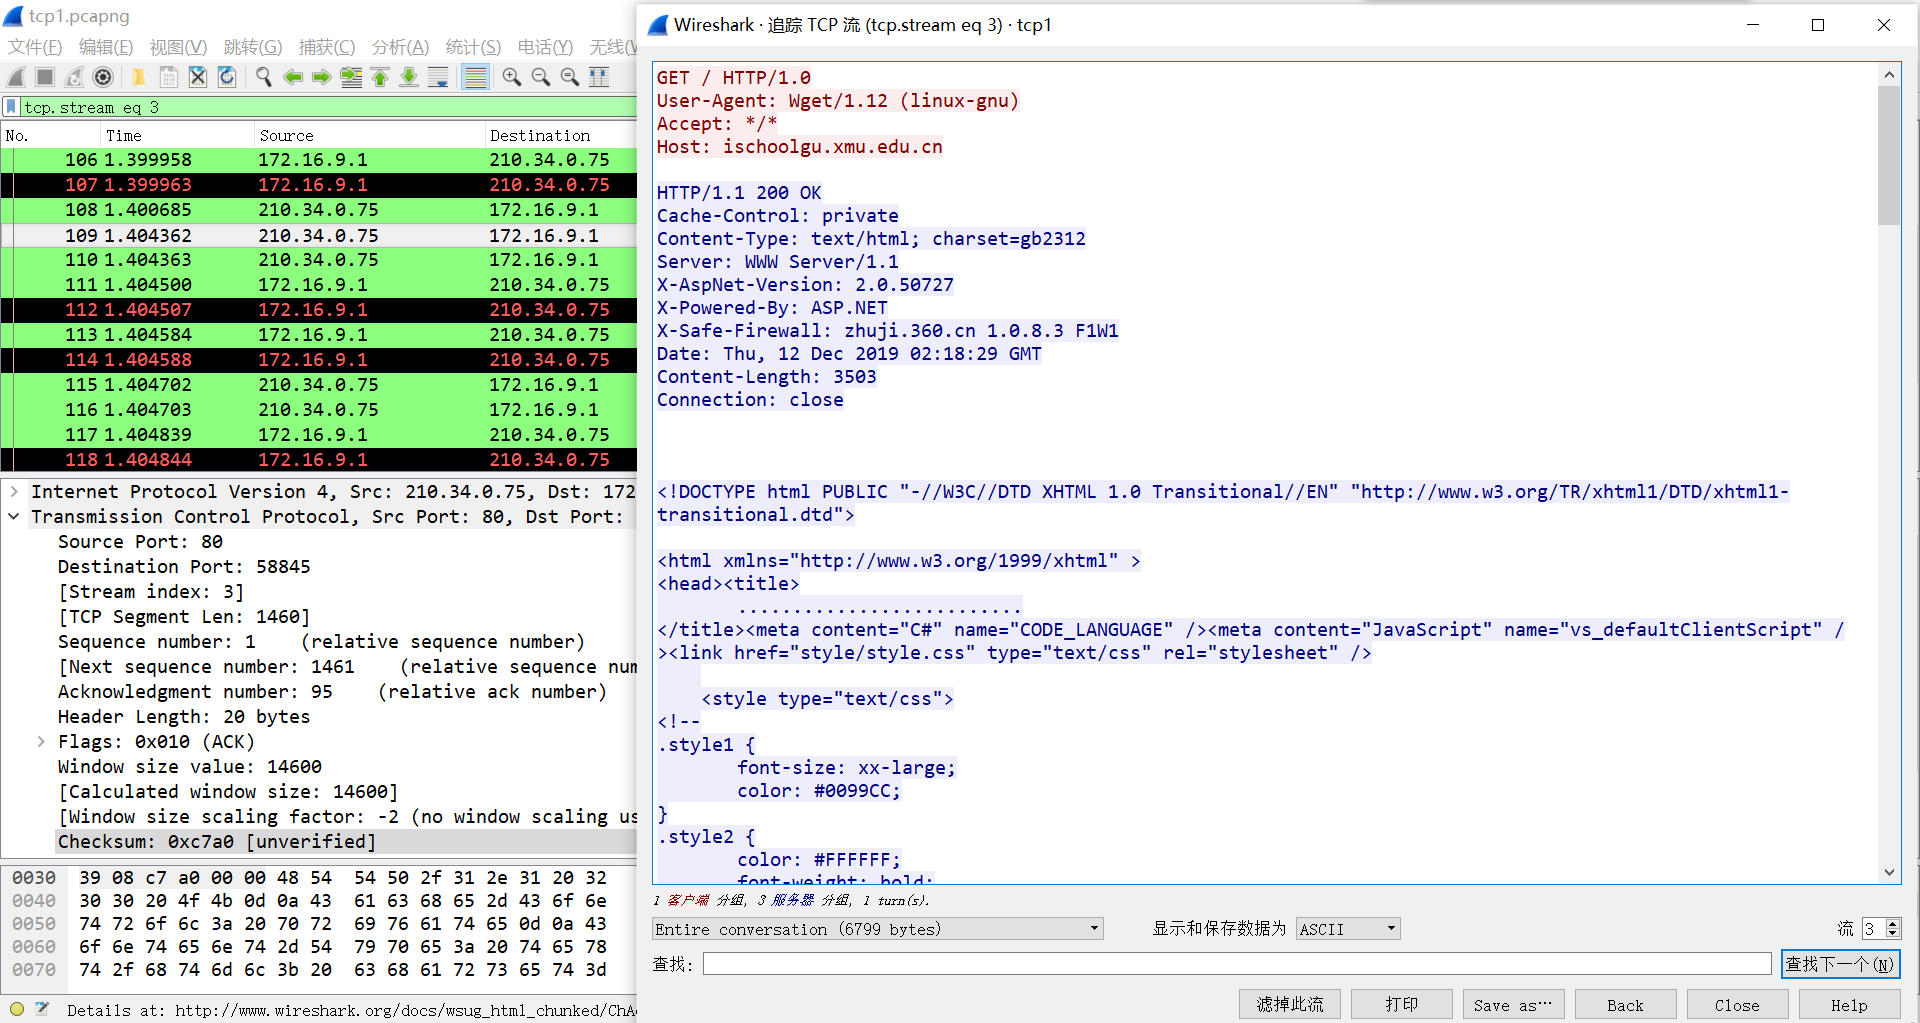 tcp1.pcapng
文件(F) 编辑(E) 视图(V) 跳转(G) 捕获(C) 分析(A) 统计(S) 电话(Y) 无线(
tcp.stream eq 3
No. Time Source Destination
106 1.399958 172.16.9.1 210.34.0.75
107 1.399963 172.16.9.1 210.34.0.75
108 1.400685 210.34.0.75 172.16.9.1
109 1.404362 210.34.0.75 172.16.9.1
110 1.404363 210.34.0.75 172.16.9.1
111 1.404500 172.16.9.1 210.34.0.75
112 1.404507 172.16.9.1 210.34.0.75
113 1.404584 172.16.9.1 210.34.0.75
114 1.404588 172.16.9.1 210.34.0.75
115 1.404702 210.34.0.75 172.16.9.1
116 1.404703 210.34.0.75 172.16.9.1
117 1.404839 172.16.9.1 210.34.0.75
118 1.404844 172.16.9.1 210.34.0.75
Internet Protocol Version 4, Src: 210.34.0.75, Dst: 172
Transmission Control Protocol, Src Port: 80, Dst Port:
Source Port: 80
Destination Port: 58845
[Stream index: 3]
[TCP Segment Len: 1460]
Sequence number: 1 (relative sequence number)
[Next sequence number: 1461 (relative sequence num
Acknowledgment number: 95 (relative ack number)
Header Length: 20 bytes
Flags: 0x010 (ACK)
Window size value: 14600
[Calculated window size: 14600]
[Window size scaling factor: -2 (no window scaling us
Checksum: 0xc7a0 [unverified]
0030 39 08 c7 a0 00 00 48 54 54 50 2f 31 2e 31 20 32
0040 30 30 20 4f 4b 0d 0a 43 61 63 68 65 2d 43 6f 6e
0050 74 72 6f 6c 3a 20 70 72 69 76 61 74 65 0d 0a 43
0060 6f 6e 74 65 6e 74 2d 54 79 70 65 3a 20 74 65 78
0070 74 2f 68 74 6d 6c 3b 20 63 68 61 72 73 65 74 3d
Details at: http://www.wireshark.org/docs/wsug_html_chunked/ChA
Wireshark · 追踪 TCP 流 (tcp.stream eq 3) · tcp1
GET / HTTP/1.0
User-Agent: Wget/1.12 (linux-gnu)
Accept: */*
Host: ischoolgu.xmu.edu.cn
HTTP/1.1 200 OK
Cache-Control: private
Content-Type: text/html; charset=gb2312
Server: WWW Server/1.1
X-AspNet-Version: 2.0.50727
X-Powered-By: ASP.NET
X-Safe-Firewall: zhuji.360.cn 1.0.8.3 F1W1
Date: Thu, 12 Dec 2019 02:18:29 GMT
Content-Length: 3503
Connection: close
<!DOCTYPE html PUBLIC "-//W3C//DTD XHTML 1.0 Transitional//EN" "http://www.w3.org/TR/xhtml1/DTD/xhtml1-
transitional.dtd">
<html xmlns="http://www.w3.org/1999/xhtml" >
<head><title>
..........................
</title><meta content="C#" name="CODE_LANGUAGE" /><meta content="JavaScript" name="vs_defaultClientScript" /
><link href="style/style.css" type="text/css" rel="stylesheet" />
<style type="text/css">
<!--
.style1 {
font-size: xx-large;
color: #0099CC;
}
.style2 {
color: #FFFFFF;
font-weight: bold;
1 客户端 分组, 3 服务器 分组, 1 turn(s).
Entire conversation (6799 bytes) 显示和保存数据为 ASCII 流 3
查找: 查找下一个(N)
滤掉此流 打印 Save as… Back Close Help